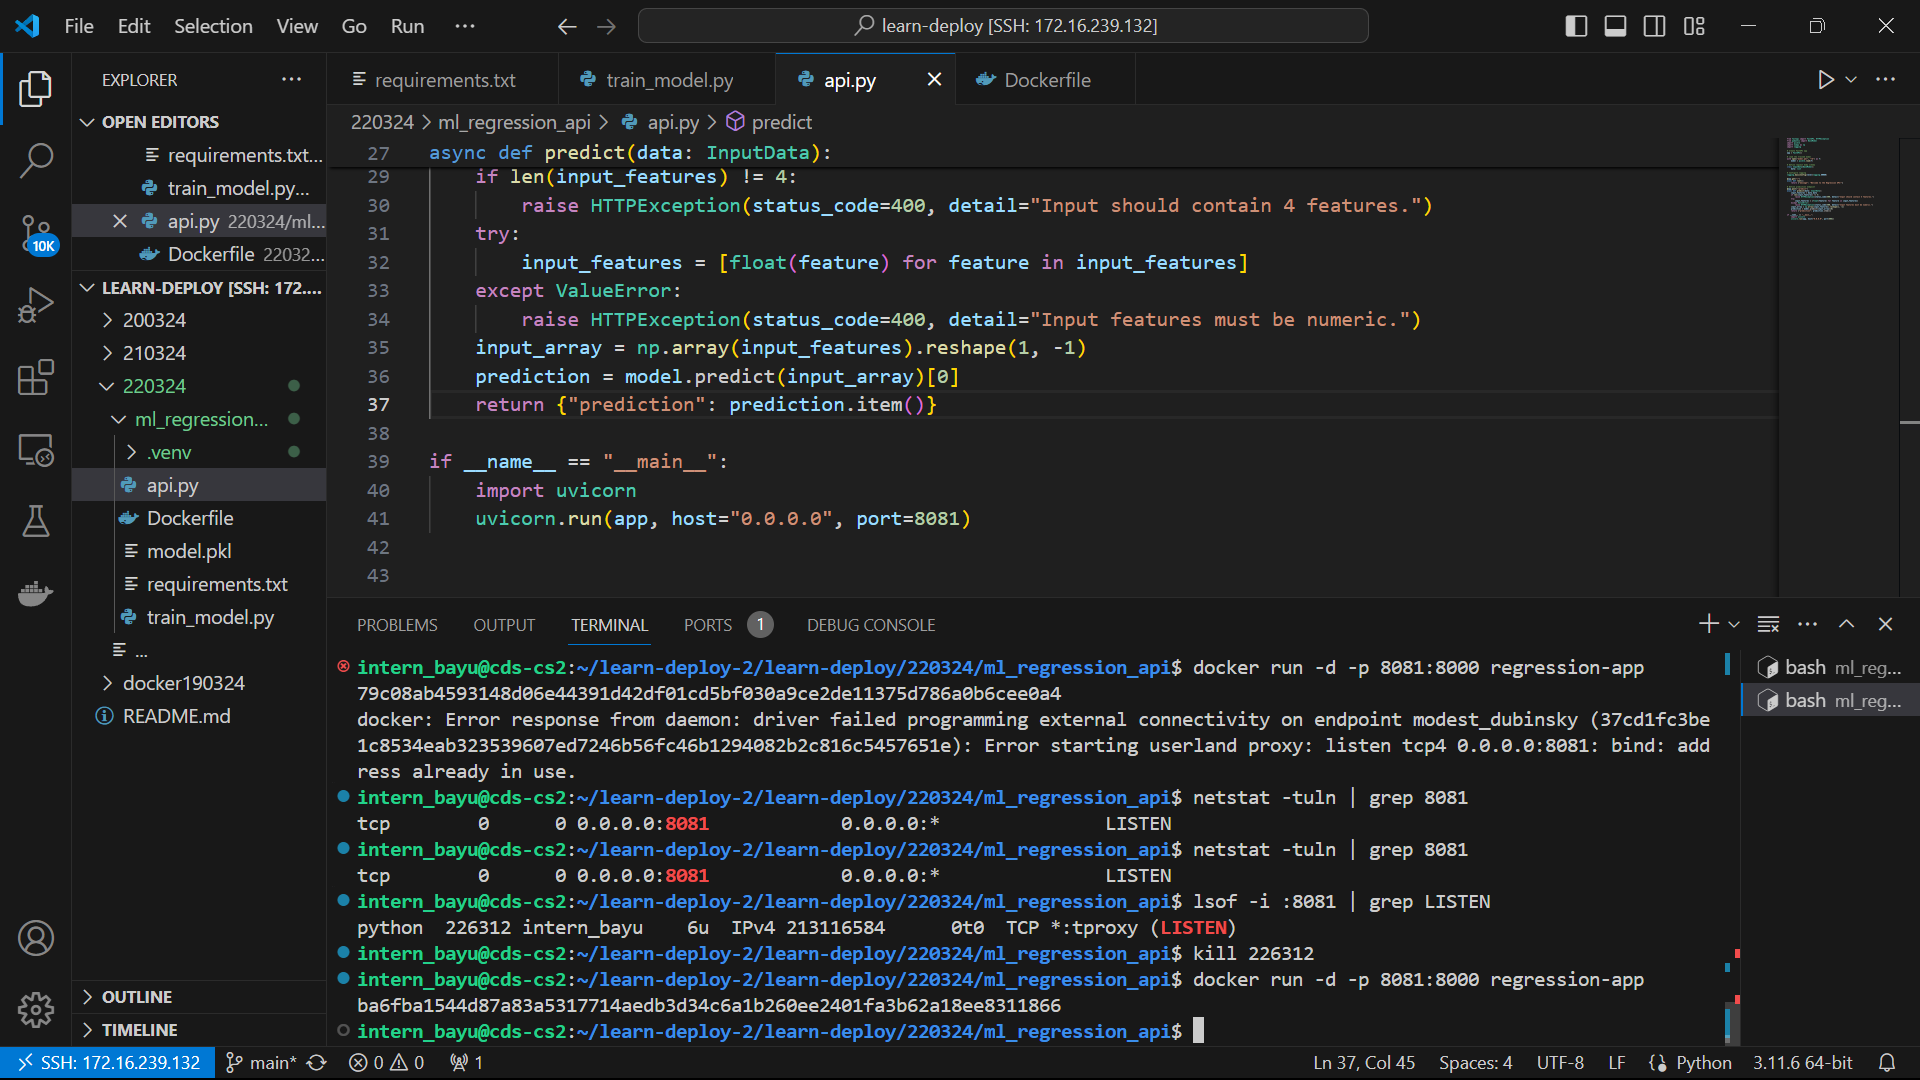 File Edit Selection View Go Run ··· learn-deploy [SSH: 172.16.239.132]
EXPLORER ···
OPEN EDITORS
requirements.txt...
train_model.py...
api.py 220324/ml...
Dockerfile 22032...
LEARN-DEPLOY [SSH: 172....
200324
210324
220324
ml_regression...
.venv
api.py
Dockerfile
model.pkl
requirements.txt
train_model.py
...
docker190324
README.md
OUTLINE
TIMELINE
10K
requirements.txt train_model.py api.py Dockerfile
220324 > ml_regression_api > api.py > predict
27 async def predict(data: InputData):
29 if len(input_features) != 4:
30 raise HTTPException(status_code=400, detail="Input should contain 4 features.")
31 try:
32 input_features = [float(feature) for feature in input_features]
33 except ValueError:
34 raise HTTPException(status_code=400, detail="Input features must be numeric.")
35 input_array = np.array(input_features).reshape(1, -1)
36 prediction = model.predict(input_array)[0]
37 return {"prediction": prediction.item()}
38
39 if __name__ == "__main__":
40 import uvicorn
41 uvicorn.run(app, host="0.0.0.0", port=8081)
42
43
PROBLEMS OUTPUT TERMINAL PORTS 1 DEBUG CONSOLE
intern_bayu@cds-cs2:~/learn-deploy-2/learn-deploy/220324/ml_regression_api$ docker run -d -p 8081:8000 regression-app
79c08ab4593148d06e44391d42df01cd5bf030a9ce2de11375d786a0b6cee0a4
docker: Error response from daemon: driver failed programming external connectivity on endpoint modest_dubinsky (37cd1fc3be
1c8534eab323539607ed7246b56fc46b1294082b2c816c5457651e): Error starting userland proxy: listen tcp4 0.0.0.0:8081: bind: add
ress already in use.
intern_bayu@cds-cs2:~/learn-deploy-2/learn-deploy/220324/ml_regression_api$ netstat -tuln | grep 8081
tcp 0 0 0.0.0.0:8081 0.0.0.0:* LISTEN
intern_bayu@cds-cs2:~/learn-deploy-2/learn-deploy/220324/ml_regression_api$ netstat -tuln | grep 8081
tcp 0 0 0.0.0.0:8081 0.0.0.0:* LISTEN
intern_bayu@cds-cs2:~/learn-deploy-2/learn-deploy/220324/ml_regression_api$ lsof -i :8081 | grep LISTEN
python 226312 intern_bayu 6u IPv4 213116584 0t0 TCP *:tproxy (LISTEN)
intern_bayu@cds-cs2:~/learn-deploy-2/learn-deploy/220324/ml_regression_api$ kill 226312
intern_bayu@cds-cs2:~/learn-deploy-2/learn-deploy/220324/ml_regression_api$ docker run -d -p 8081:8000 regression-app
ba6fba1544d87a83a5317714aedb3d34c6a1b260ee2401fa3b62a18ee8311866
intern_bayu@cds-cs2:~/learn-deploy-2/learn-deploy/220324/ml_regression_api$
bash ml_reg...
bash ml_reg...
SSH: 172.16.239.132 main* 0 0 1 Ln 37, Col 45 Spaces: 4 UTF-8 LF Python 3.11.6 64-bit